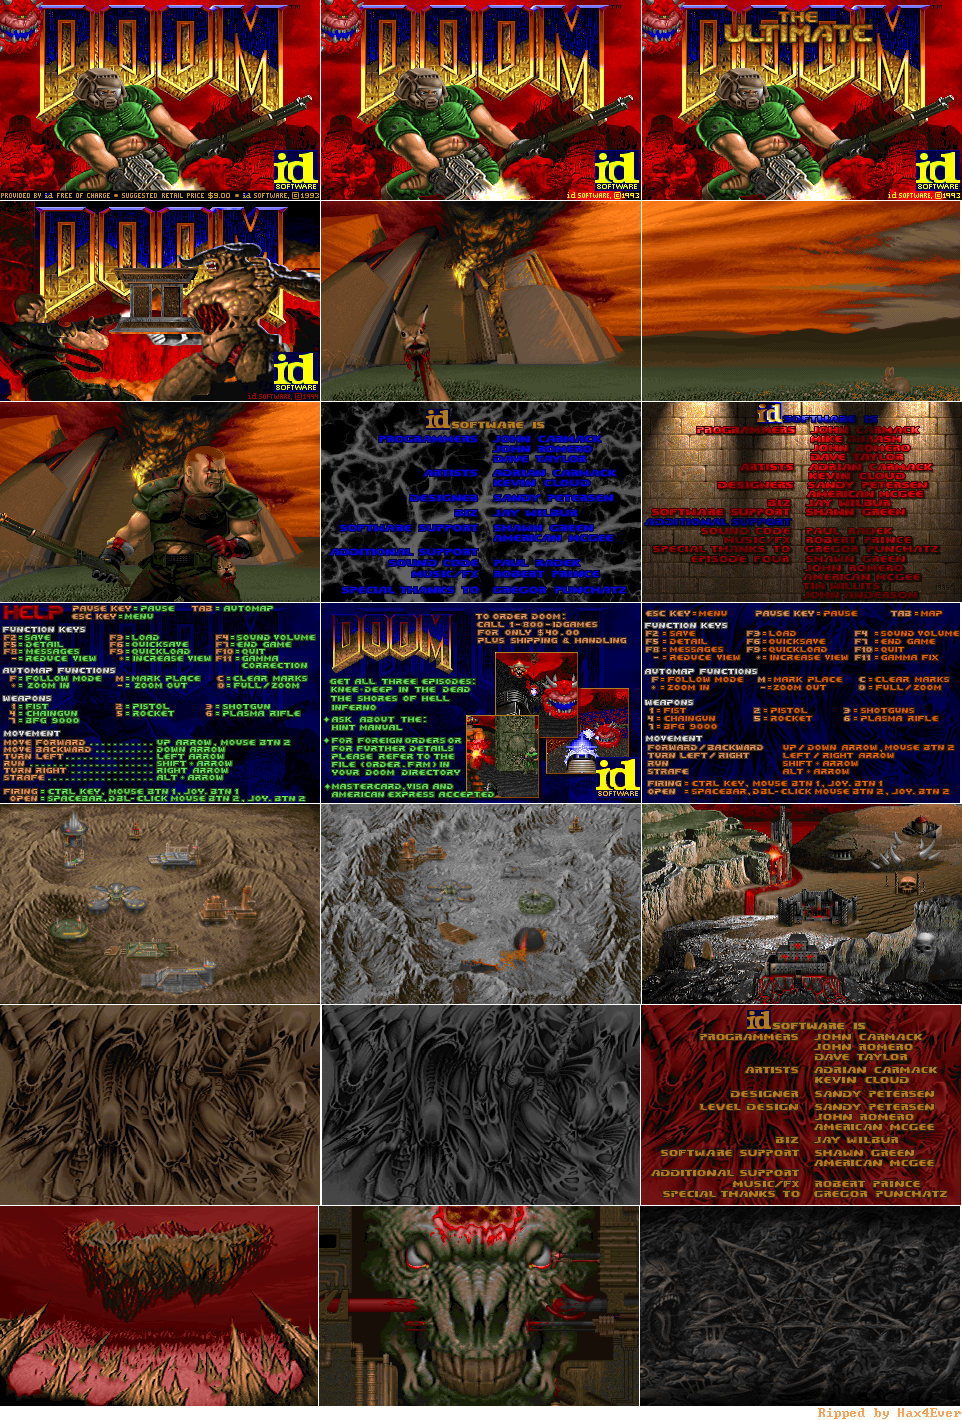 DOOM
id
SOFTWARE
PROVIDED BY id FREE OF CHARGE * SUGGESTED RETAIL PRICE $9.00 * id SOFTWARE, ©1993
DOOM
id
SOFTWARE
id SOFTWARE, ©1993
THE
ULTIMATE
DOOM
id
SOFTWARE
id SOFTWARE, ©1993
DOOM
id
SOFTWARE
id SOFTWARE, ©1994
id SOFTWARE IS
PROGRAMMERS JOHN CARMACK
JOHN ROMERO
DAVE TAYLOR
ARTISTS ADRIAN CARMACK
KEVIN CLOUD
DESIGNER SANDY PETERSEN
BIZ JAY WILBUR
SOFTWARE SUPPORT SHAWN GREEN
AMERICAN MCGEE
ADDITIONAL SUPPORT
SOUND CODE PAUL RADEK
MUSIC/FX ROBERT PRINCE
SPECIAL THANKS TO GREGOR PUNCHATZ
id SOFTWARE IS
PROGRAMMERS JOHN CARMACK
MIKE ABRASH
JOHN ROMERO
DAVE TAYLOR
ARTISTS ADRIAN CARMACK
KEVIN CLOUD
DESIGNERS SANDY PETERSEN
AMERICAN MCGEE
BIZ JAY WILBUR
SOFTWARE SUPPORT SHAWN GREEN
ADDITIONAL SUPPORT
SOUND CODE PAUL RADEK
MUSIC/FX ROBERT PRINCE
SPECIAL THANKS TO GREGOR PUNCHATZ
EPISODE FOUR SHAWN GREEN
JOHN ROMERO
AMERICAN MCGEE
TIM WILLITS
JOHN ANDERSON
HELP PAUSE KEY=PAUSE TAB=AUTOMAP
ESC KEY=MENU
FUNCTION KEYS
F2=SAVE F3=LOAD F4=SOUND VOLUME
F5=DETAIL F6=QUICKSAVE F7=END GAME
F8=MESSAGES F9=QUICKLOAD F10=QUIT
-=REDUCE VIEW +=INCREASE VIEW F11=GAMMA
CORRECTION
AUTOMAP FUNCTIONS
F=FOLLOW MODE M=MARK PLACE C=CLEAR MARKS
+=ZOOM IN -=ZOOM OUT 0=FULL/ZOOM
WEAPONS
1=FIST 2=PISTOL 3=SHOTGUN
4=CHAINGUN 5=ROCKET 6=PLASMA RIFLE
7=BFG 9000
MOVEMENT
MOVE FORWARD .......... UP ARROW, MOUSE BTN 2
MOVE BACKWARD ......... DOWN ARROW
TURN LEFT .............. LEFT ARROW
RUN .................... SHIFT+ARROW
TURN RIGHT ............. RIGHT ARROW
STRAFE ................. ALT+ARROW
FIRING=CTRL KEY, MOUSE BTN 1, JOY. BTN 1
OPEN =SPACEBAR, DBL-CLICK MOUSE BTN 2, JOY. BTN 2
DOOM
TO ORDER DOOM:
CALL 1-800-IDGAMES
FOR ONLY $40.00
PLUS SHIPPING & HANDLING
GET ALL THREE EPISODES:
KNEE-DEEP IN THE DEAD
THE SHORES OF HELL
INFERNO
+ASK ABOUT THE:
HINT MANUAL
+FOR FOREIGN ORDERS OR
FOR FURTHER DETAILS
PLEASE REFER TO THE
FILE (ORDER.FRM) IN
YOUR DOOM DIRECTORY
+MASTERCARD, VISA AND
AMERICAN EXPRESS ACCEPTED
id
SOFTWARE
ESC KEY=MENU PAUSE KEY=PAUSE TAB=MAP
FUNCTION KEYS
F2=SAVE F3=LOAD F4=SOUND VOLUME
F5=DETAIL F6=QUICKSAVE F7=END GAME
F8=MESSAGES F9=QUICKLOAD F10=QUIT
-=REDUCE VIEW +=INCREASE VIEW F11=GAMMA FIX
AUTOMAP FUNCTIONS
F=FOLLOW MODE M=MARK PLACE C=CLEAR MARKS
+=ZOOM IN -=ZOOM OUT 0=FULL/ZOOM
WEAPONS
1=FIST 2=PISTOL 3=SHOTGUNS
4=CHAINGUN 5=ROCKET 6=PLASMA RIFLE
7=BFG 9000
MOVEMENT
FORWARD/BACKWARD UP/DOWN ARROW, MOUSE BTN 2
TURN LEFT/RIGHT LEFT/RIGHT ARROW
RUN SHIFT+ARROW
STRAFE ALT+ARROW
FIRING=CTRL KEY, MOUSE BTN 1, JOY. BTN 1
OPEN =SPACEBAR, DBL-CLICK MOUSE BTN 2, JOY. BTN 2
id SOFTWARE IS
PROGRAMMERS JOHN CARMACK
JOHN ROMERO
DAVE TAYLOR
ARTISTS ADRIAN CARMACK
KEVIN CLOUD
DESIGNER SANDY PETERSEN
LEVEL DESIGN SANDY PETERSEN
JOHN ROMERO
AMERICAN MCGEE
BIZ JAY WILBUR
SOFTWARE SUPPORT SHAWN GREEN
AMERICAN MCGEE
ADDITIONAL SUPPORT
MUSIC/FX ROBERT PRINCE
SPECIAL THANKS TO GREGOR PUNCHATZ
Ripped by Hax4Ever